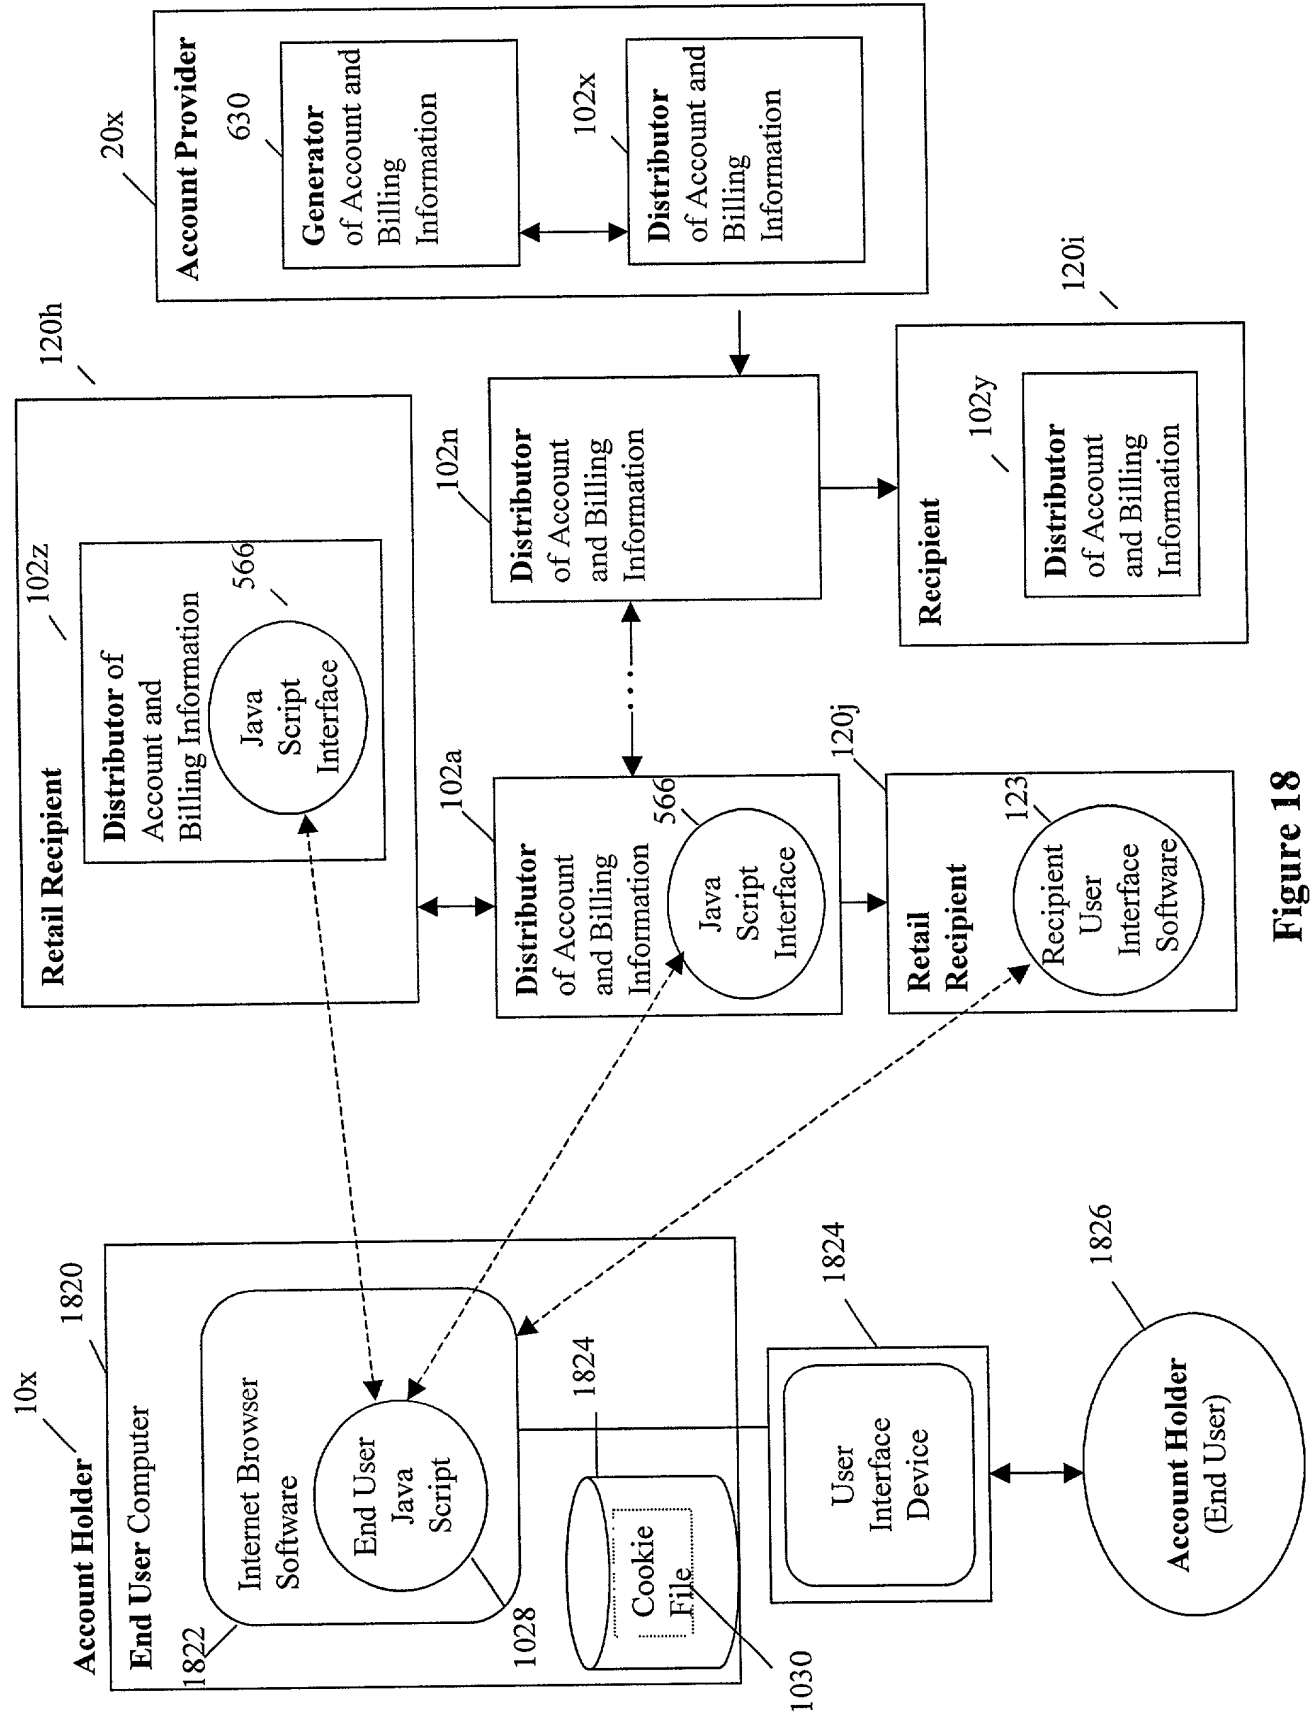 10x
Account Holder
1820
End User Computer
1822
Internet Browser
Software
End User
Java
Script
1028
1824
Cookie
File
1030
1824
User
Interface
Device
1826
Account Holder
(End User)
120h
Retail Recipient
102z
Distributor of
Account and
Billing Information
566
Java
Script
Interface
102a
Distributor
of Account
and Billing
Information
566
Java
Script
Interface
120j
Retail
Recipient
123
Recipient
User
Interface
Software
102n
Distributor
of Account
and Billing
Information
120i
Recipient
102y
Distributor
of Account
and Billing
Information
20x
Account Provider
630
Generator
of Account and
Billing
Information
102x
Distributor
of Account and
Billing
Information
Figure 18